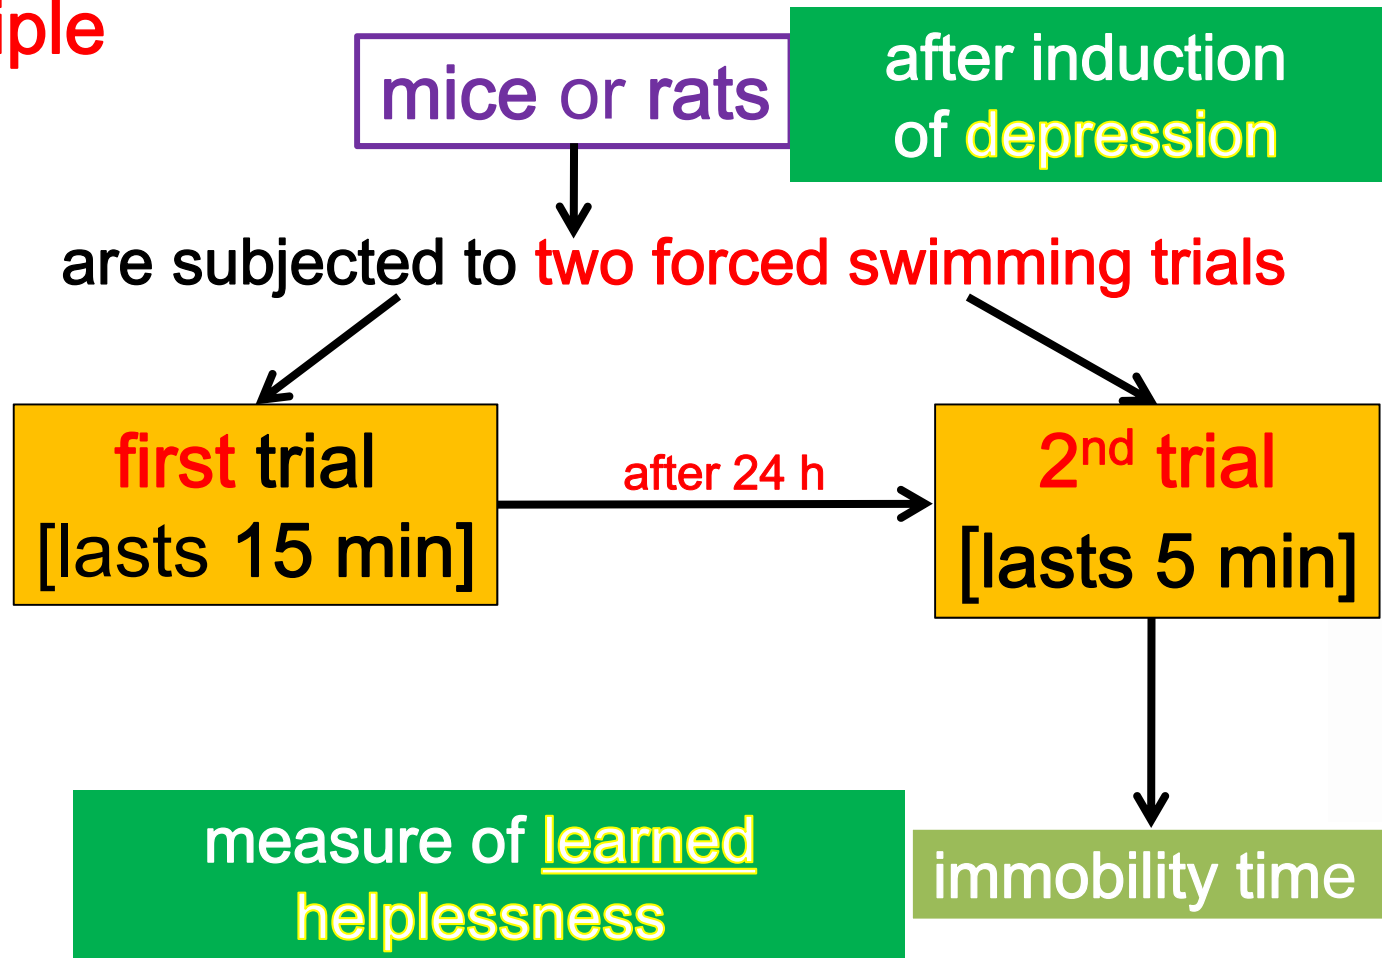 iple
mice or rats
after induction
of depression
are subjected to two forced swimming trials
first trial
[lasts 15 min]
after 24 h
2nd trial
[lasts 5 min]
measure of learned
helplessness
immobility time